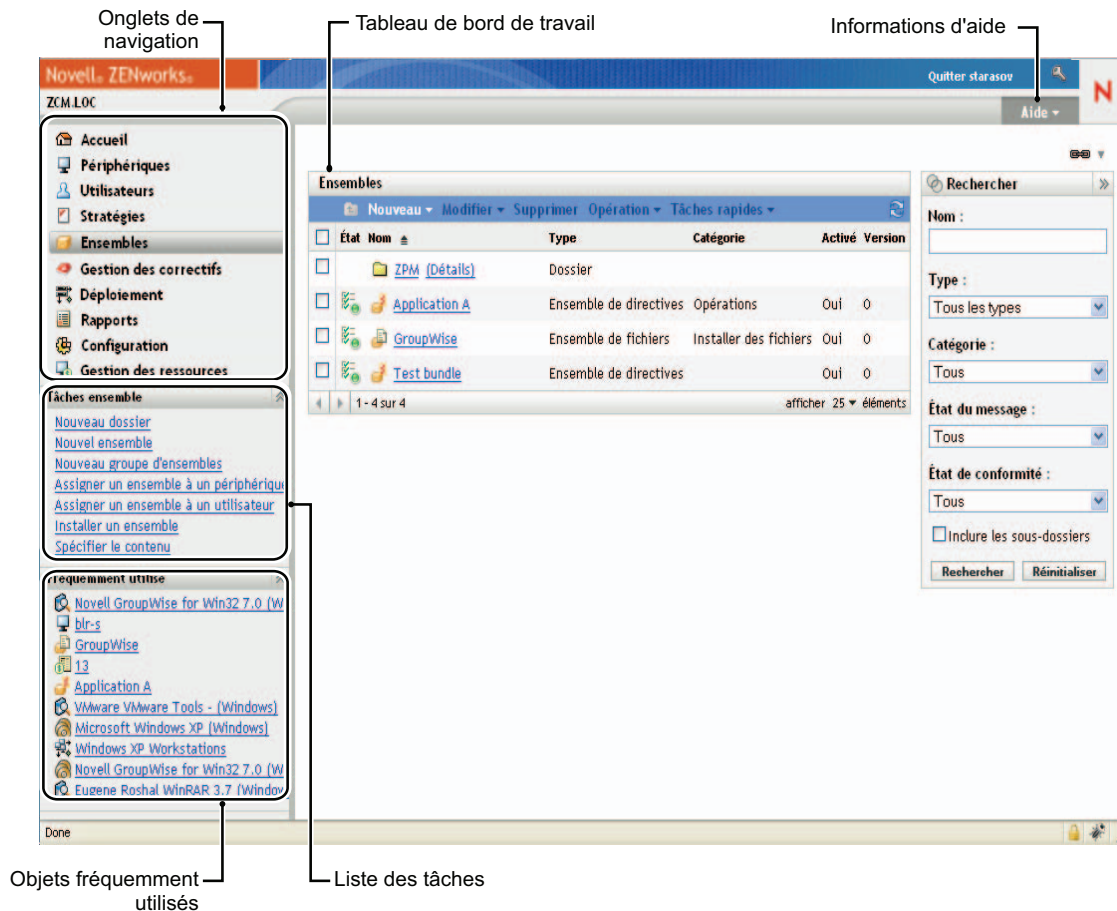 Onglets de
navigation
Tableau de bord de travail
Informations d'aide
Novell® ZENworks®
Quitter starasov
N
ZCM.LOC
Aide
Accueil
Périphériques
Utilisateurs
Stratégies
Ensembles
Gestion des correctifs
Déploiement
Rapports
Configuration
Gestion des ressources
Tâches ensemble
Nouveau dossier
Nouvel ensemble
Nouveau groupe d'ensembles
Assigner un ensemble à un périphérique
Assigner un ensemble à un utilisateur
Installer un ensemble
Spécifier le contenu
Fréquemment utilisé
Novell GroupWise for Win32 7.0 (W
blr-s
GroupWise
13
Application A
VMware VMware Tools - (Windows)
Microsoft Windows XP (Windows)
Windows XP Workstations
Novell GroupWise for Win32 7.0 (W
Eugene Roshal WinRAR 3.7 (Window
Ensembles
Nouveau Modifier Supprimer Opération Tâches rapides
État Nom Type Catégorie Activé Version
ZPM (Détails) Dossier
Application A Ensemble de directives Opérations Oui 0
GroupWise Ensemble de fichiers Installer des fichiers Oui 0
Test bundle Ensemble de directives Oui 0
1 - 4 sur 4 afficher 25 éléments
Rechercher
Nom :
Type :
Tous les types
Catégorie :
Tous
État du message :
Tous
État de conformité :
Tous
Inclure les sous-dossiers
Rechercher Réinitialiser
Done
Objets fréquemment
utilisés
Liste des tâches